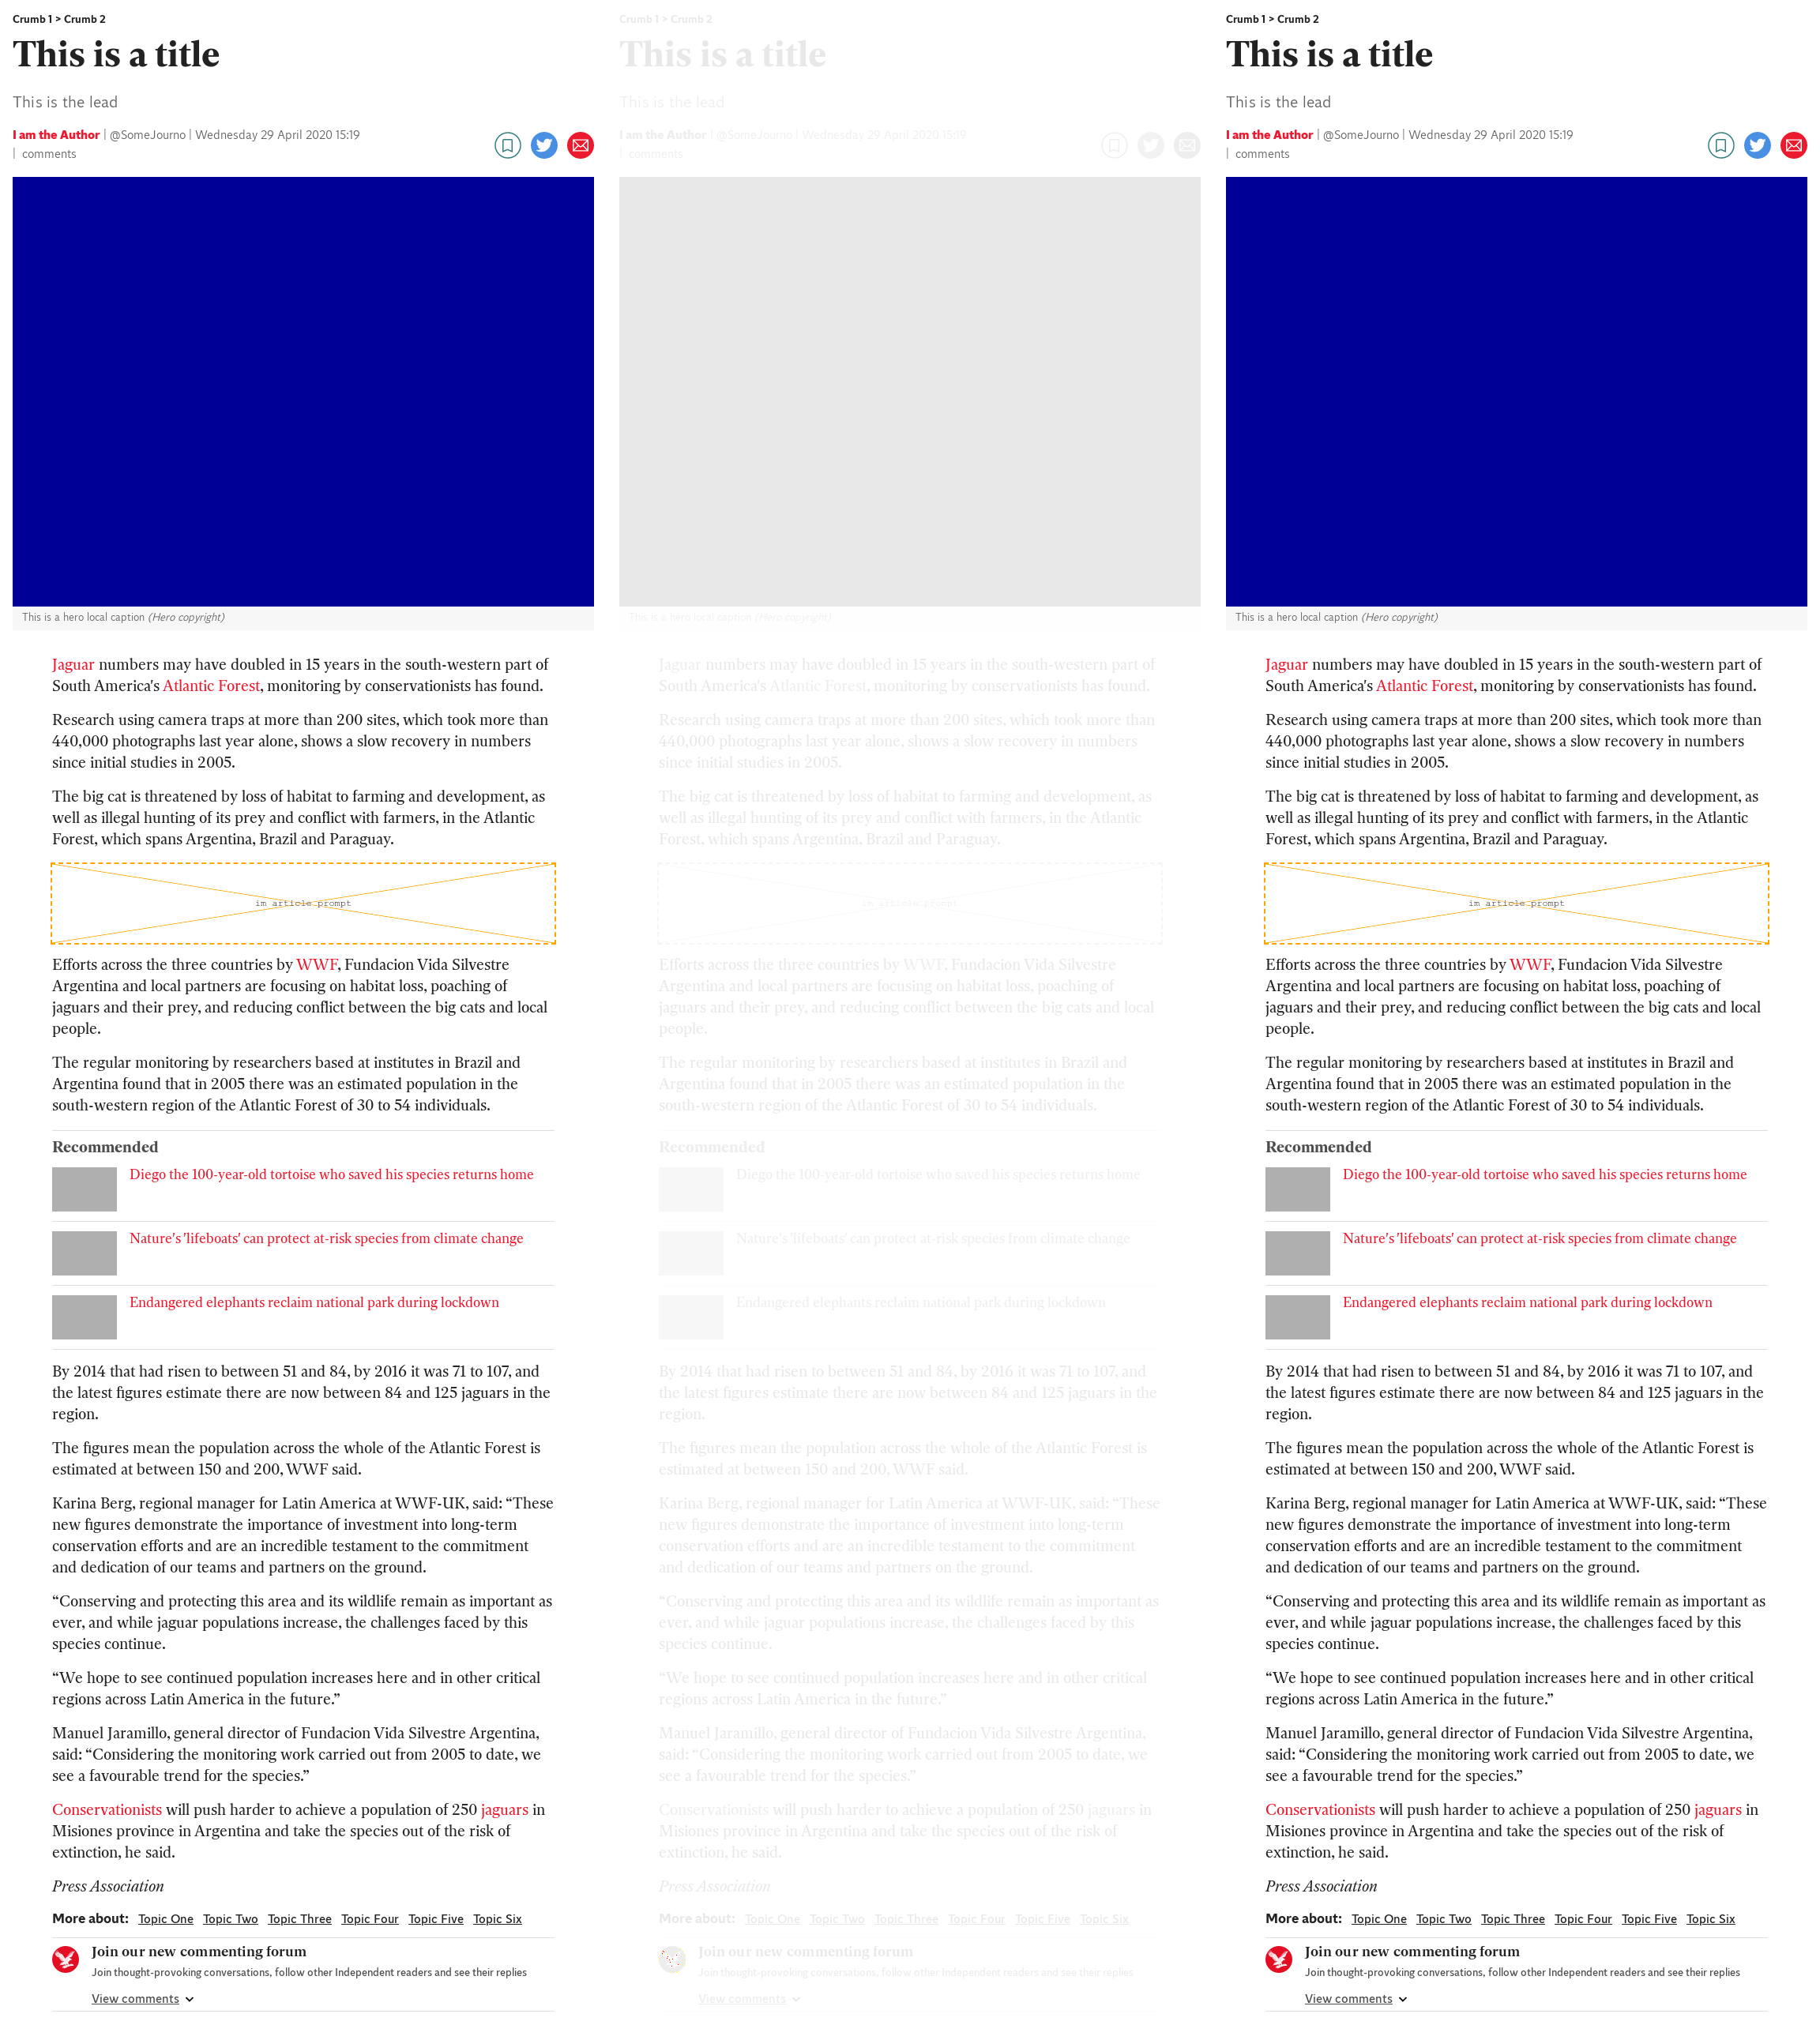 Crumb 1 > Crumb 2
This is a title
This is the lead
I am the Author | @SomeJourno | Wednesday 29 April 2020 15:19
| comments
This is a hero local caption (Hero copyright)
Jaguar numbers may have doubled in 15 years in the south-western part of
South America's Atlantic Forest, monitoring by conservationists has found.
Research using camera traps at more than 200 sites, which took more than
440,000 photographs last year alone, shows a slow recovery in numbers
since initial studies in 2005.
The big cat is threatened by loss of habitat to farming and development, as
well as illegal hunting of its prey and conflict with farmers, in the Atlantic
Forest, which spans Argentina, Brazil and Paraguay.
im article prompt
Efforts across the three countries by WWF, Fundacion Vida Silvestre
Argentina and local partners are focusing on habitat loss, poaching of
jaguars and their prey, and reducing conflict between the big cats and local
people.
The regular monitoring by researchers based at institutes in Brazil and
Argentina found that in 2005 there was an estimated population in the
south-western region of the Atlantic Forest of 30 to 54 individuals.
Recommended
Diego the 100-year-old tortoise who saved his species returns home
Nature's 'lifeboats' can protect at-risk species from climate change
Endangered elephants reclaim national park during lockdown
By 2014 that had risen to between 51 and 84, by 2016 it was 71 to 107, and
the latest figures estimate there are now between 84 and 125 jaguars in the
region.
The figures mean the population across the whole of the Atlantic Forest is
estimated at between 150 and 200, WWF said.
Karina Berg, regional manager for Latin America at WWF-UK, said: “These
new figures demonstrate the importance of investment into long-term
conservation efforts and are an incredible testament to the commitment
and dedication of our teams and partners on the ground.
“Conserving and protecting this area and its wildlife remain as important as
ever, and while jaguar populations increase, the challenges faced by this
species continue.
“We hope to see continued population increases here and in other critical
regions across Latin America in the future.”
Manuel Jaramillo, general director of Fundacion Vida Silvestre Argentina,
said: “Considering the monitoring work carried out from 2005 to date, we
see a favourable trend for the species.”
Conservationists will push harder to achieve a population of 250 jaguars in
Misiones province in Argentina and take the species out of the risk of
extinction, he said.
Press Association
More about: Topic One Topic Two Topic Three Topic Four Topic Five Topic Six
Join our new commenting forum
Join thought-provoking conversations, follow other Independent readers and see their replies
View comments
Crumb 1 > Crumb 2
This is a title
This is the lead
I am the Author | @SomeJourno | Wednesday 29 April 2020 15:19
| comments
This is a hero local caption (Hero copyright)
Jaguar numbers may have doubled in 15 years in the south-western part of
South America's Atlantic Forest, monitoring by conservationists has found.
Research using camera traps at more than 200 sites, which took more than
440,000 photographs last year alone, shows a slow recovery in numbers
since initial studies in 2005.
The big cat is threatened by loss of habitat to farming and development, as
well as illegal hunting of its prey and conflict with farmers, in the Atlantic
Forest, which spans Argentina, Brazil and Paraguay.
im article prompt
Efforts across the three countries by WWF, Fundacion Vida Silvestre
Argentina and local partners are focusing on habitat loss, poaching of
jaguars and their prey, and reducing conflict between the big cats and local
people.
The regular monitoring by researchers based at institutes in Brazil and
Argentina found that in 2005 there was an estimated population in the
south-western region of the Atlantic Forest of 30 to 54 individuals.
Recommended
Diego the 100-year-old tortoise who saved his species returns home
Nature's 'lifeboats' can protect at-risk species from climate change
Endangered elephants reclaim national park during lockdown
By 2014 that had risen to between 51 and 84, by 2016 it was 71 to 107, and
the latest figures estimate there are now between 84 and 125 jaguars in the
region.
The figures mean the population across the whole of the Atlantic Forest is
estimated at between 150 and 200, WWF said.
Karina Berg, regional manager for Latin America at WWF-UK, said: “These
new figures demonstrate the importance of investment into long-term
conservation efforts and are an incredible testament to the commitment
and dedication of our teams and partners on the ground.
“Conserving and protecting this area and its wildlife remain as important as
ever, and while jaguar populations increase, the challenges faced by this
species continue.
“We hope to see continued population increases here and in other critical
regions across Latin America in the future.”
Manuel Jaramillo, general director of Fundacion Vida Silvestre Argentina,
said: “Considering the monitoring work carried out from 2005 to date, we
see a favourable trend for the species.”
Conservationists will push harder to achieve a population of 250 jaguars in
Misiones province in Argentina and take the species out of the risk of
extinction, he said.
Press Association
More about: Topic One Topic Two Topic Three Topic Four Topic Five Topic Six
Join our new commenting forum
Join thought-provoking conversations, follow other Independent readers and see their replies
View comments
Crumb 1 > Crumb 2
This is a title
This is the lead
I am the Author | @SomeJourno | Wednesday 29 April 2020 15:19
| comments
This is a hero local caption (Hero copyright)
Jaguar numbers may have doubled in 15 years in the south-western part of
South America's Atlantic Forest, monitoring by conservationists has found.
Research using camera traps at more than 200 sites, which took more than
440,000 photographs last year alone, shows a slow recovery in numbers
since initial studies in 2005.
The big cat is threatened by loss of habitat to farming and development, as
well as illegal hunting of its prey and conflict with farmers, in the Atlantic
Forest, which spans Argentina, Brazil and Paraguay.
im article prompt
Efforts across the three countries by WWF, Fundacion Vida Silvestre
Argentina and local partners are focusing on habitat loss, poaching of
jaguars and their prey, and reducing conflict between the big cats and local
people.
The regular monitoring by researchers based at institutes in Brazil and
Argentina found that in 2005 there was an estimated population in the
south-western region of the Atlantic Forest of 30 to 54 individuals.
Recommended
Diego the 100-year-old tortoise who saved his species returns home
Nature's 'lifeboats' can protect at-risk species from climate change
Endangered elephants reclaim national park during lockdown
By 2014 that had risen to between 51 and 84, by 2016 it was 71 to 107, and
the latest figures estimate there are now between 84 and 125 jaguars in the
region.
The figures mean the population across the whole of the Atlantic Forest is
estimated at between 150 and 200, WWF said.
Karina Berg, regional manager for Latin America at WWF-UK, said: “These
new figures demonstrate the importance of investment into long-term
conservation efforts and are an incredible testament to the commitment
and dedication of our teams and partners on the ground.
“Conserving and protecting this area and its wildlife remain as important as
ever, and while jaguar populations increase, the challenges faced by this
species continue.
“We hope to see continued population increases here and in other critical
regions across Latin America in the future.”
Manuel Jaramillo, general director of Fundacion Vida Silvestre Argentina,
said: “Considering the monitoring work carried out from 2005 to date, we
see a favourable trend for the species.”
Conservationists will push harder to achieve a population of 250 jaguars in
Misiones province in Argentina and take the species out of the risk of
extinction, he said.
Press Association
More about: Topic One Topic Two Topic Three Topic Four Topic Five Topic Six
Join our new commenting forum
Join thought-provoking conversations, follow other Independent readers and see their replies
View comments